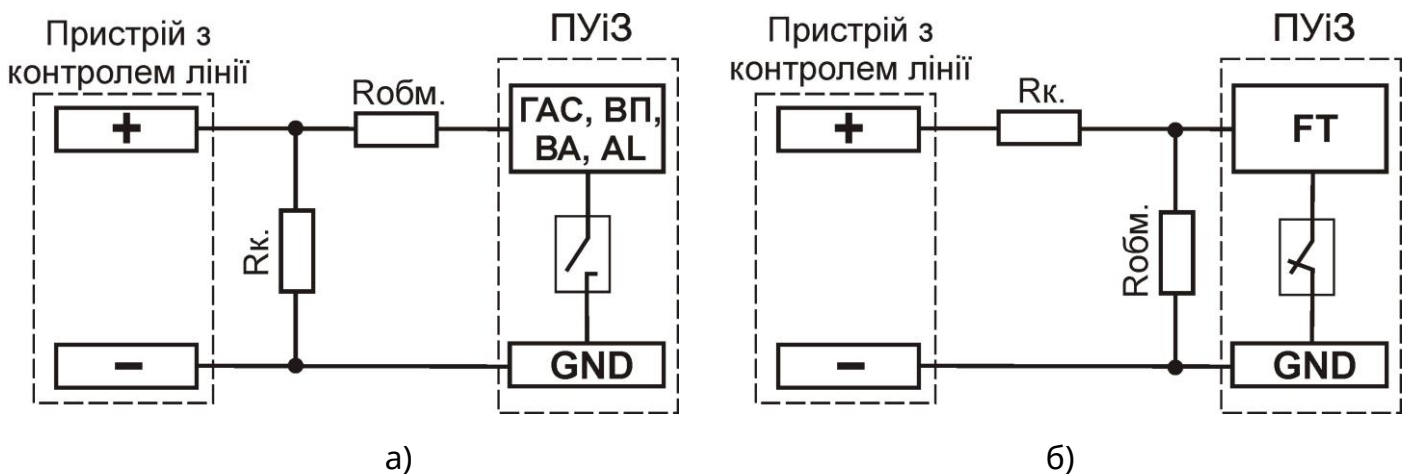 Пристрій з
контролем лінії
+
−
Rк.
Rобм.
ПУіЗ
ГАС, ВП,
ВА, AL
GND
а)
Пристрій з
контролем лінії
+
−
Rк.
Rобм.
ПУіЗ
FT
GND
б)